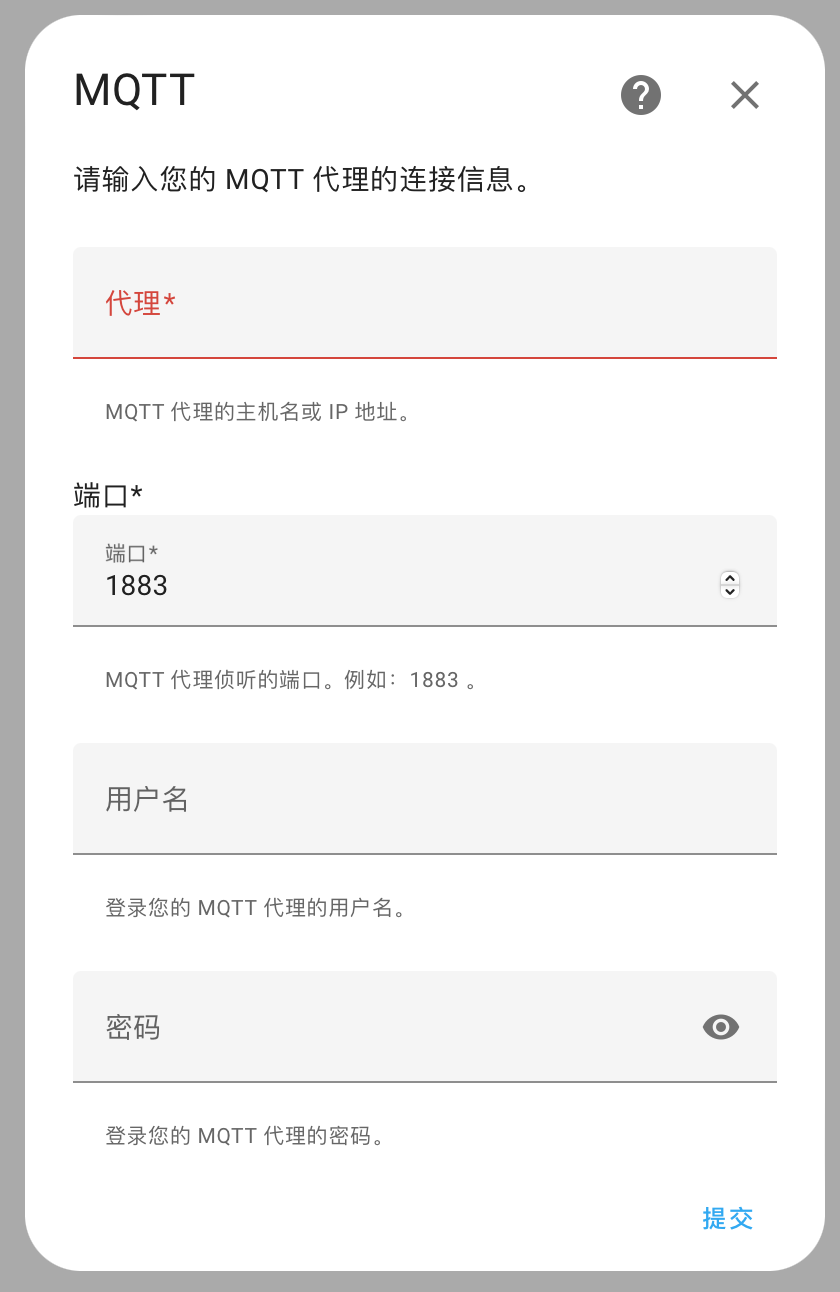 MQTT
请输入您的 MQTT 代理的连接信息。
代理*
MQTT 代理的主机名或 IP 地址。
端口*
端口*
1883
MQTT 代理侦听的端口。例如：1883 。
用户名
登录您的 MQTT 代理的用户名。
密码
登录您的 MQTT 代理的密码。
提交